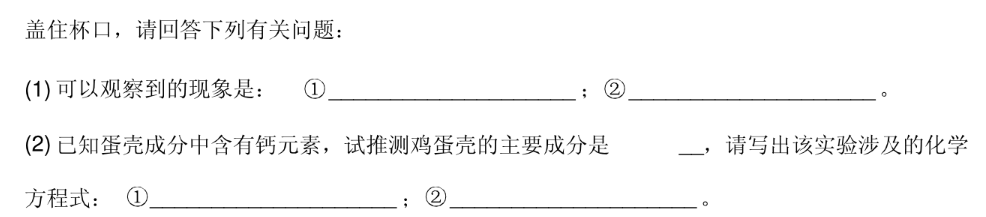 盖住杯口，请回答下列有关问题：
(1) 可以观察到的现象是： ①______________________；②______________________。
(2) 已知蛋壳成分中含有钙元素，试推测鸡蛋壳的主要成分是 __，请写出该实验涉及的化学
方程式： ①______________________；②______________________。